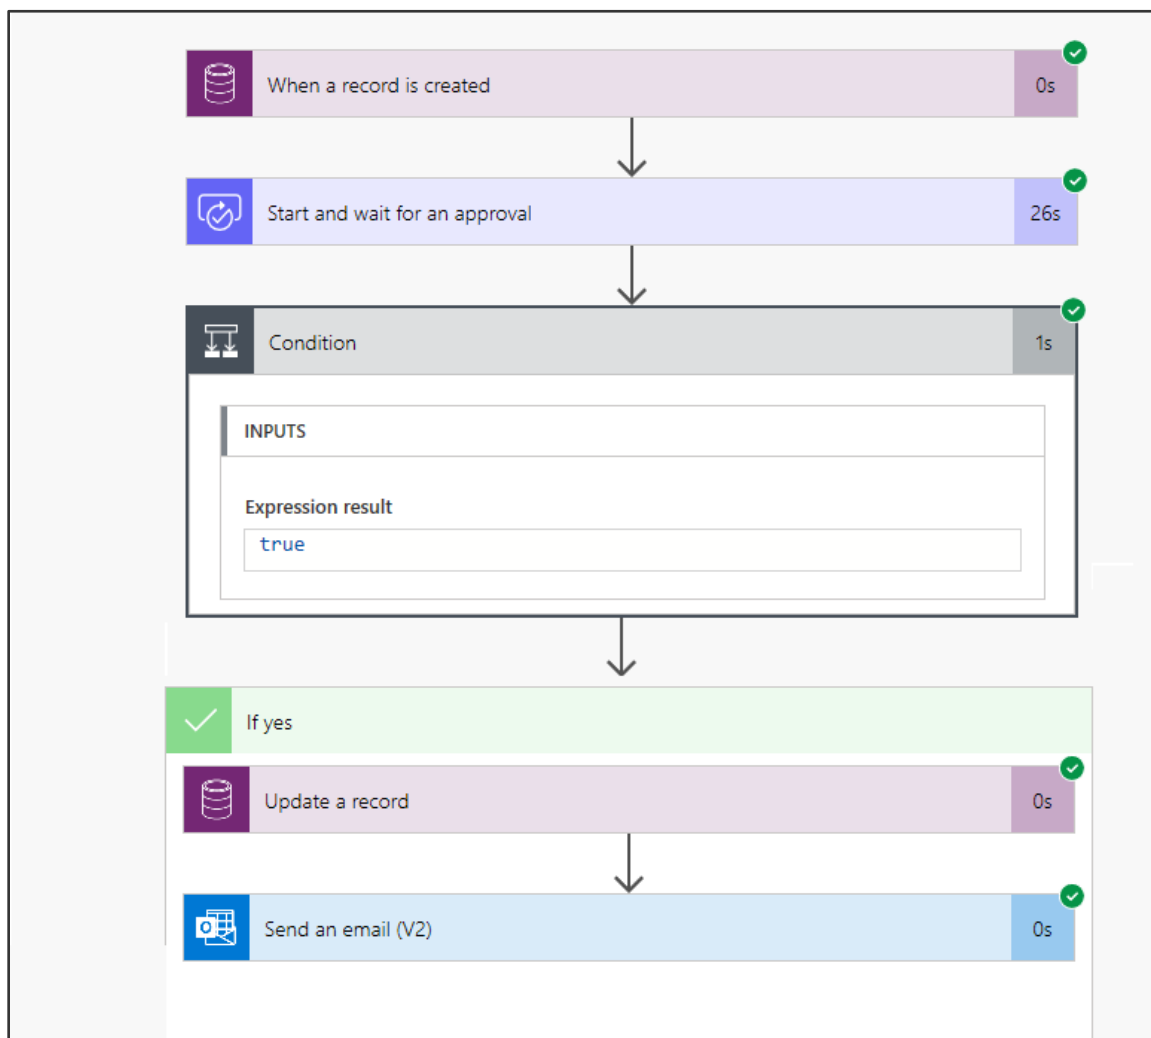 When a record is created 0s
Start and wait for an approval 26s
Condition 1s
INPUTS
Expression result
true
If yes
Update a record 0s
Send an email (V2) 0s